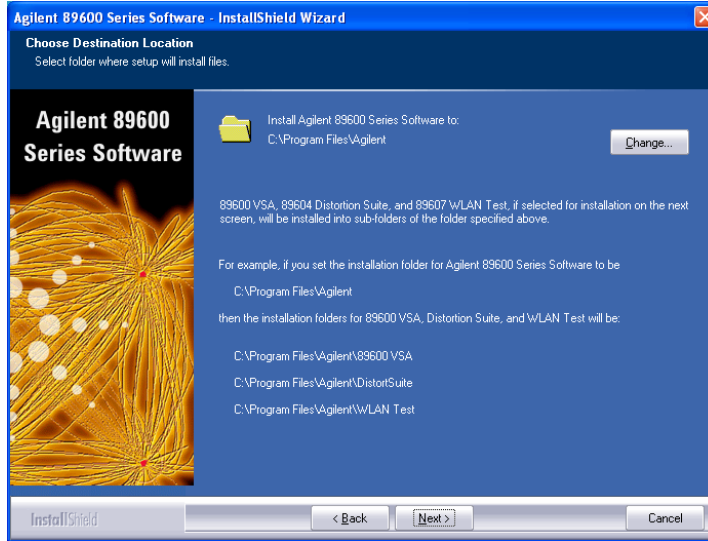 Agilent 89600 Series Software - InstallShield Wizard
Choose Destination Location
Select folder where setup will install files.
Agilent 89600
Series Software
Install Agilent 89600 Series Software to:
C:\Program Files\Agilent
Change...
89600 VSA, 89604 Distortion Suite, and 89607 WLAN Test, if selected for installation on the next
screen, will be installed into sub-folders of the folder specified above.
For example, if you set the installation folder for Agilent 89600 Series Software to be
C:\Program Files\Agilent
then the installation folders for 89600 VSA, Distortion Suite, and WLAN Test will be:
C:\Program Files\Agilent\89600 VSA
C:\Program Files\Agilent\DistortSuite
C:\Program Files\Agilent\WLAN Test
InstallShield
< Back
Next >
Cancel